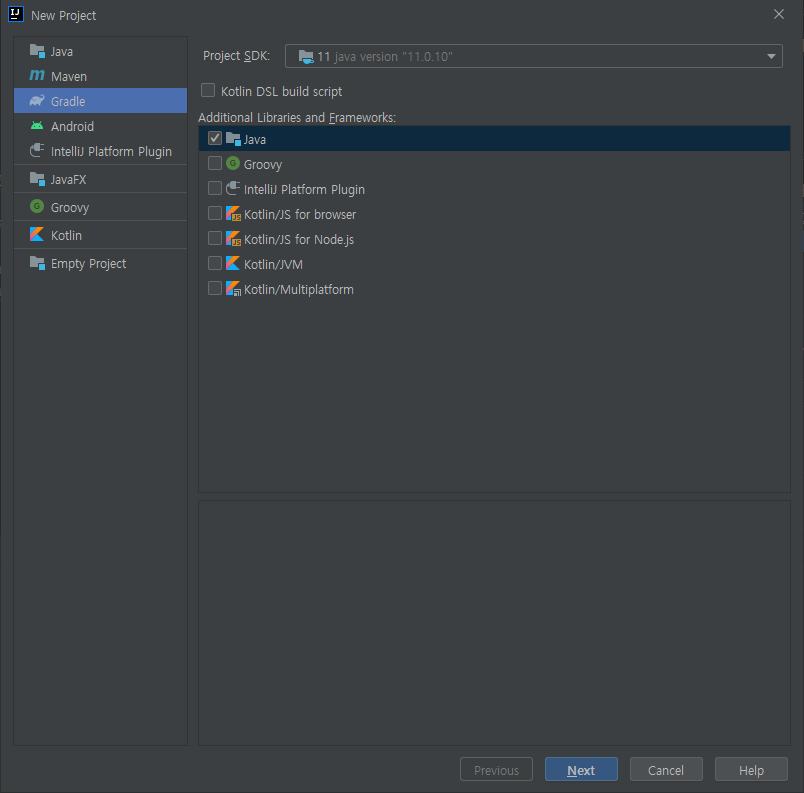 New Project
Java
Maven
Gradle
Android
IntelliJ Platform Plugin
JavaFX
Groovy
Kotlin
Empty Project
Project SDK: 11 java version "11.0.10"
Kotlin DSL build script
Additional Libraries and Frameworks:
Java
Groovy
IntelliJ Platform Plugin
Kotlin/JS for browser
Kotlin/JS for Node.js
Kotlin/JVM
Kotlin/Multiplatform
Previous Next Cancel Help